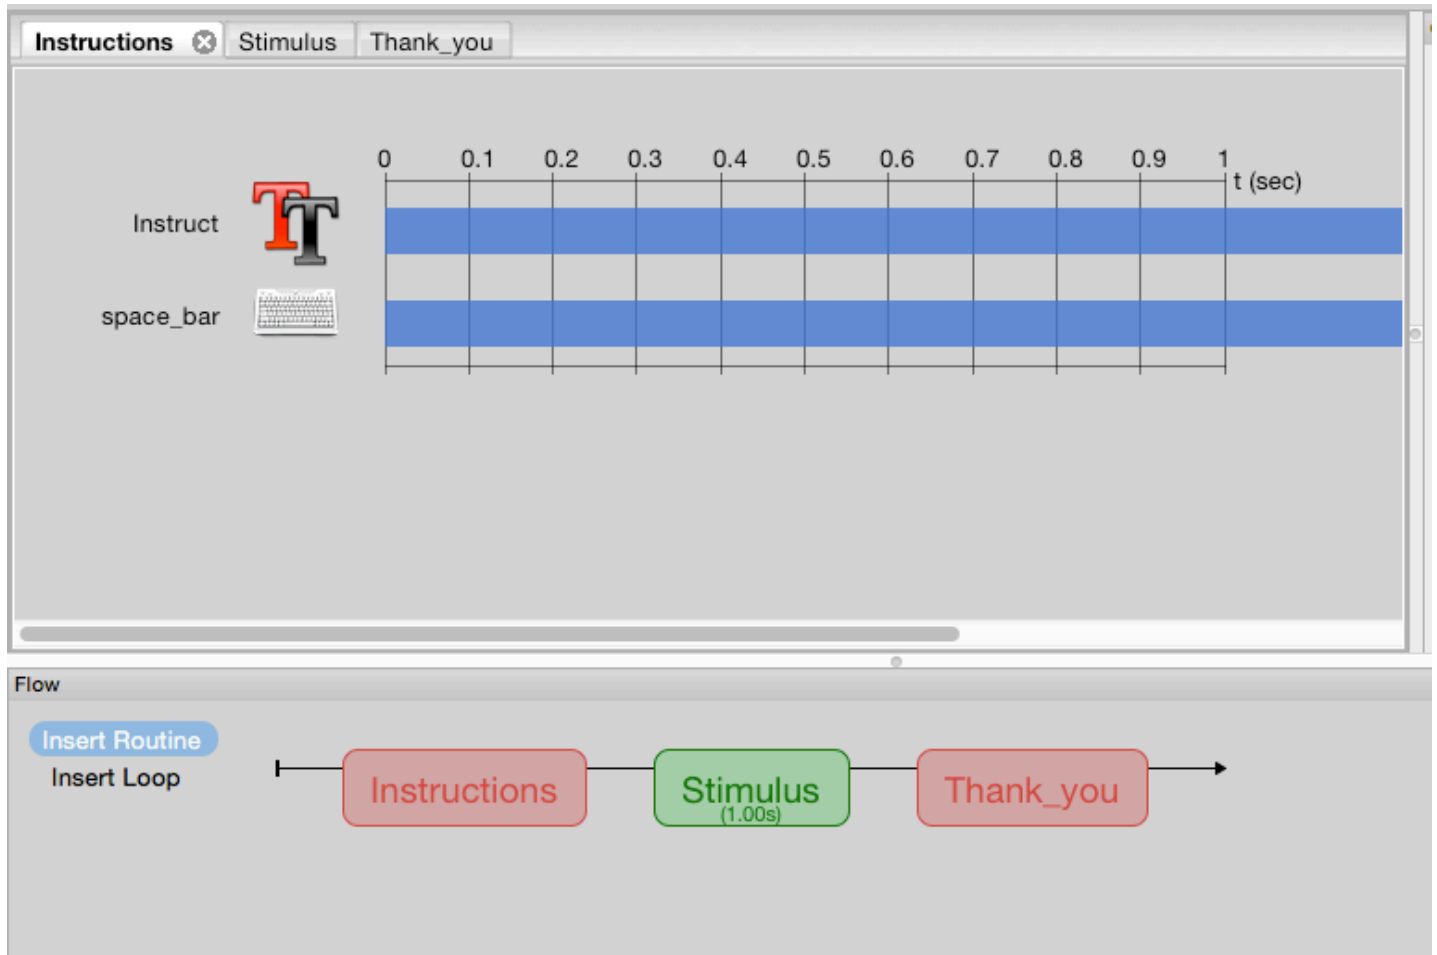 Instructions Stimulus Thank_you
0 0.1 0.2 0.3 0.4 0.5 0.6 0.7 0.8 0.9 1
t (sec)
Instruct
space_bar
Flow
Insert Routine
Insert Loop
Instructions Stimulus Thank_you
(1.00s)